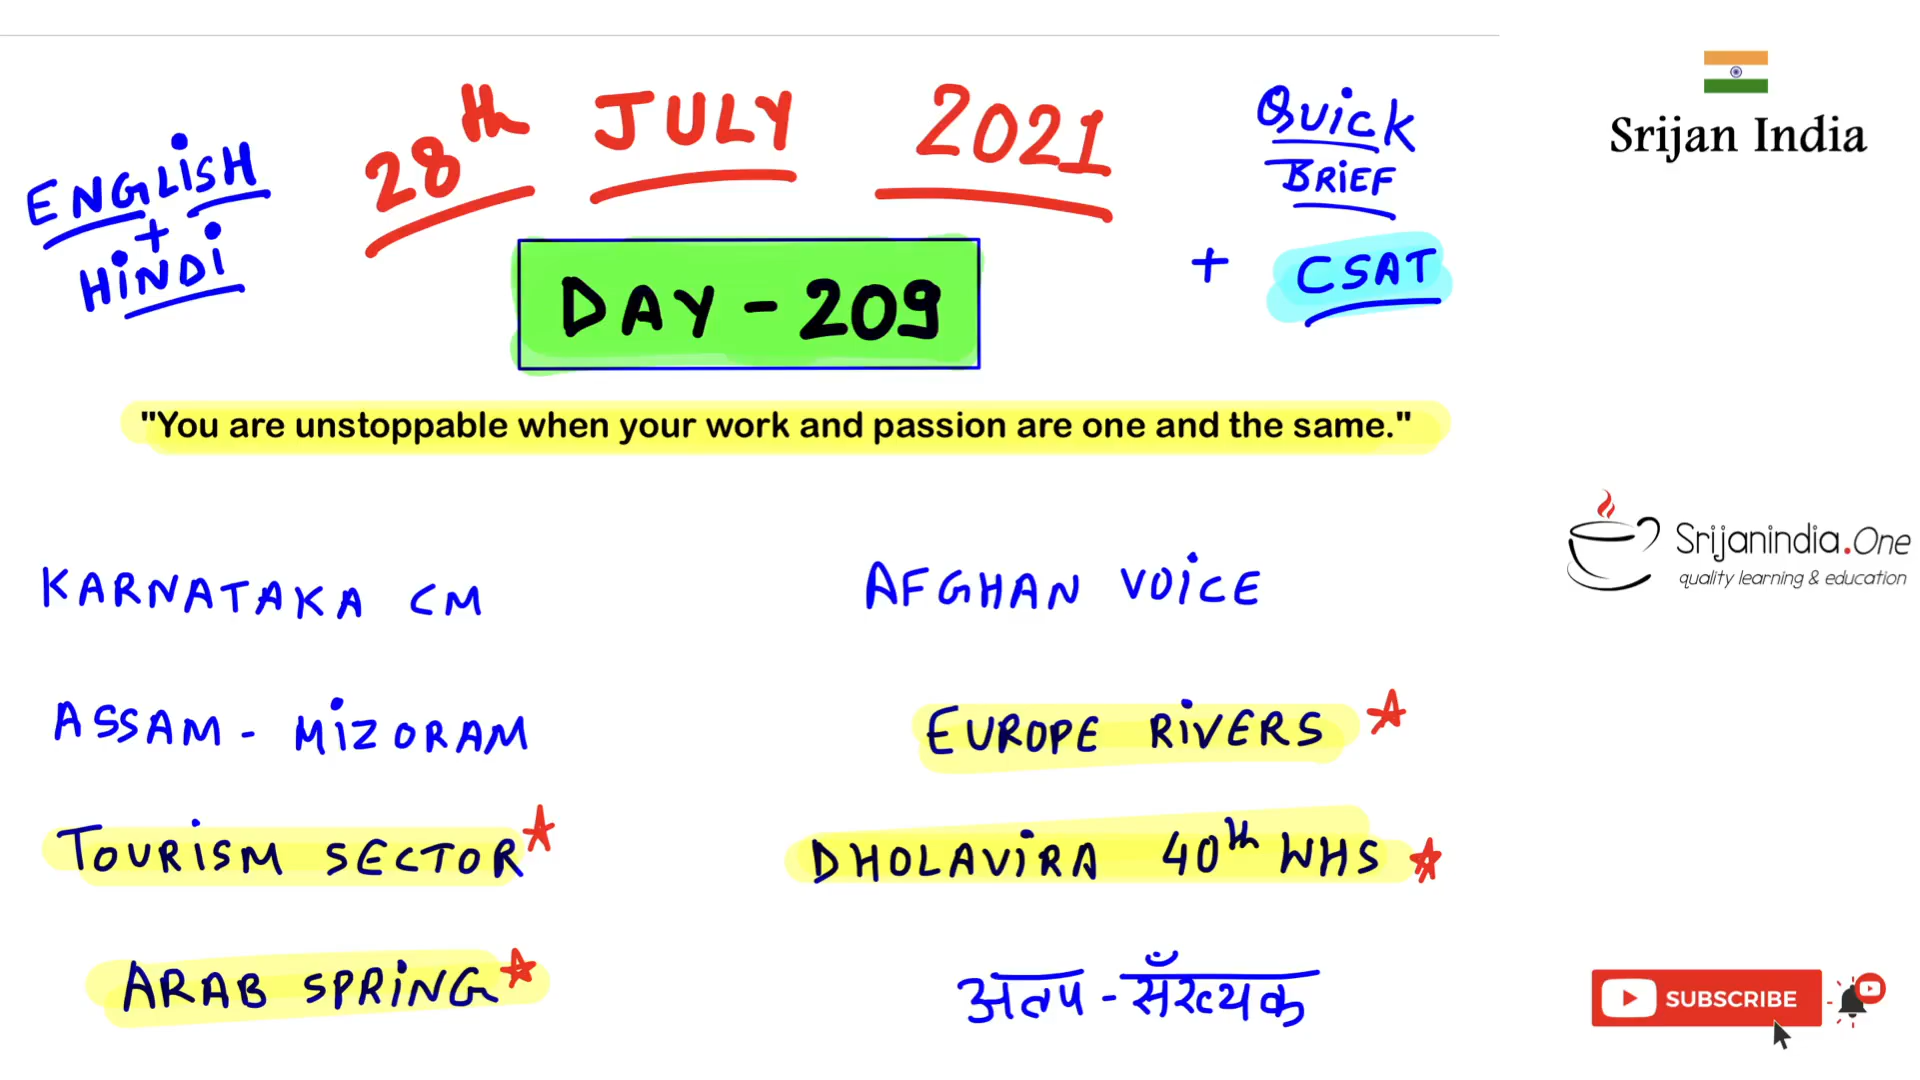 28th JULY 2021
ENGLISH
+
HINDI
Quick
BRIEF
+ CSAT
DAY - 209
"You are unstoppable when your work and passion are one and the same."
KARNATAKA CM
AFGHAN VOICE
ASSAM - MIZORAM
EUROPE RIVERS
TOURISM SECTOR
DHOLAVIRA 40th WHS
ARAB SPRING
अल्प - सँख्यक
Srijan India
Srijanindia.One
quality learning & education
SUBSCRIBE